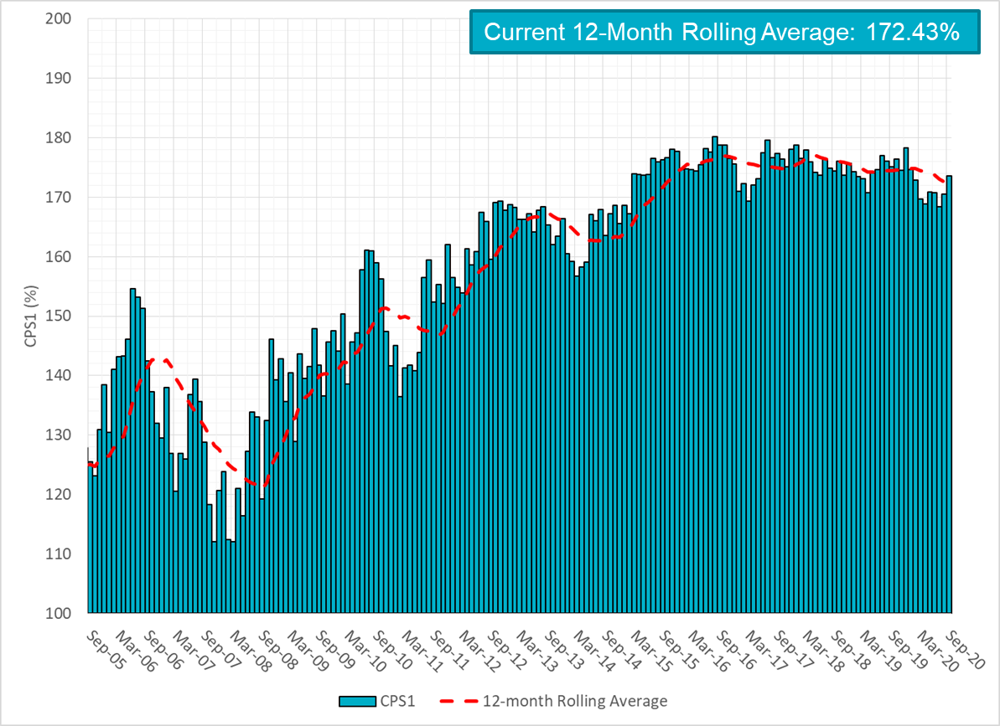 Current 12-Month Rolling Average: 172.43%
200
190
180
170
160
150
140
130
120
110
100
CPS1 (%)
Sep-05
Mar-06
Sep-06
Mar-07
Sep-07
Mar-08
Sep-08
Mar-09
Sep-09
Mar-10
Sep-10
Mar-11
Sep-11
Mar-12
Sep-12
Mar-13
Sep-13
Mar-14
Sep-14
Mar-15
Sep-15
Mar-16
Sep-16
Mar-17
Sep-17
Mar-18
Sep-18
Mar-19
Sep-19
Mar-20
Sep-20
CPS1
12-month Rolling Average